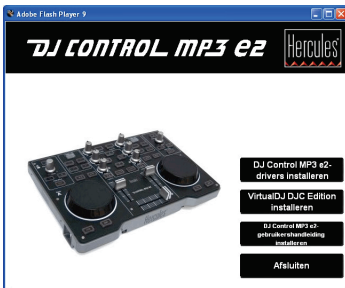 Adobe Flash Player 9
DJ CONTROL MP3 e2
Hercules
DJ Control MP3 e2-
drivers installeren
VirtualDJ DJC Edition
installeren
DJ Control MP3 e2-
gebruikershandleiding
installeren
Afsluiten
Hercules